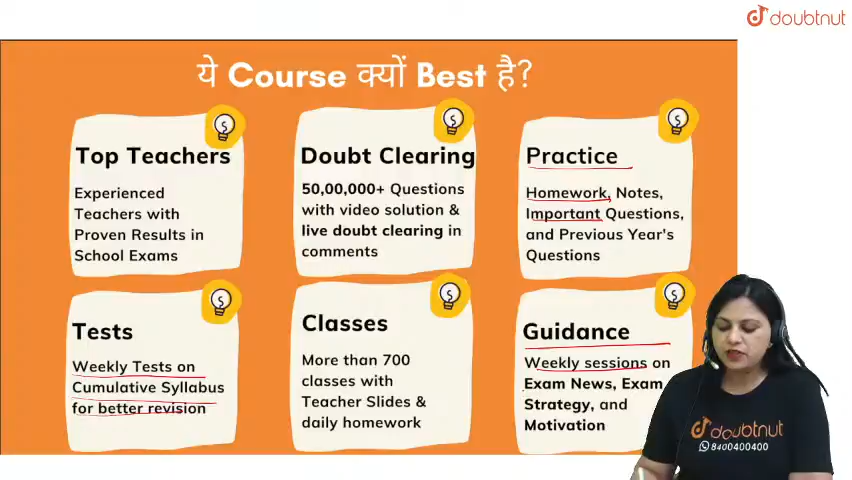 doubtnut
ये Course क्यों Best है?
Top Teachers
Experienced
Teachers with
Proven Results in
School Exams
Doubt Clearing
50,00,000+ Questions
with video solution &
live doubt clearing in
comments
Practice
Homework, Notes,
Important Questions,
and Previous Year's
Questions
Tests
Weekly Tests on
Cumulative Syllabus
for better revision
Classes
More than 700
classes with
Teacher Slides &
daily homework
Guidance
Weekly sessions on
Exam News, Exam
Strategy, and
Motivation
doubtnut
8400400400